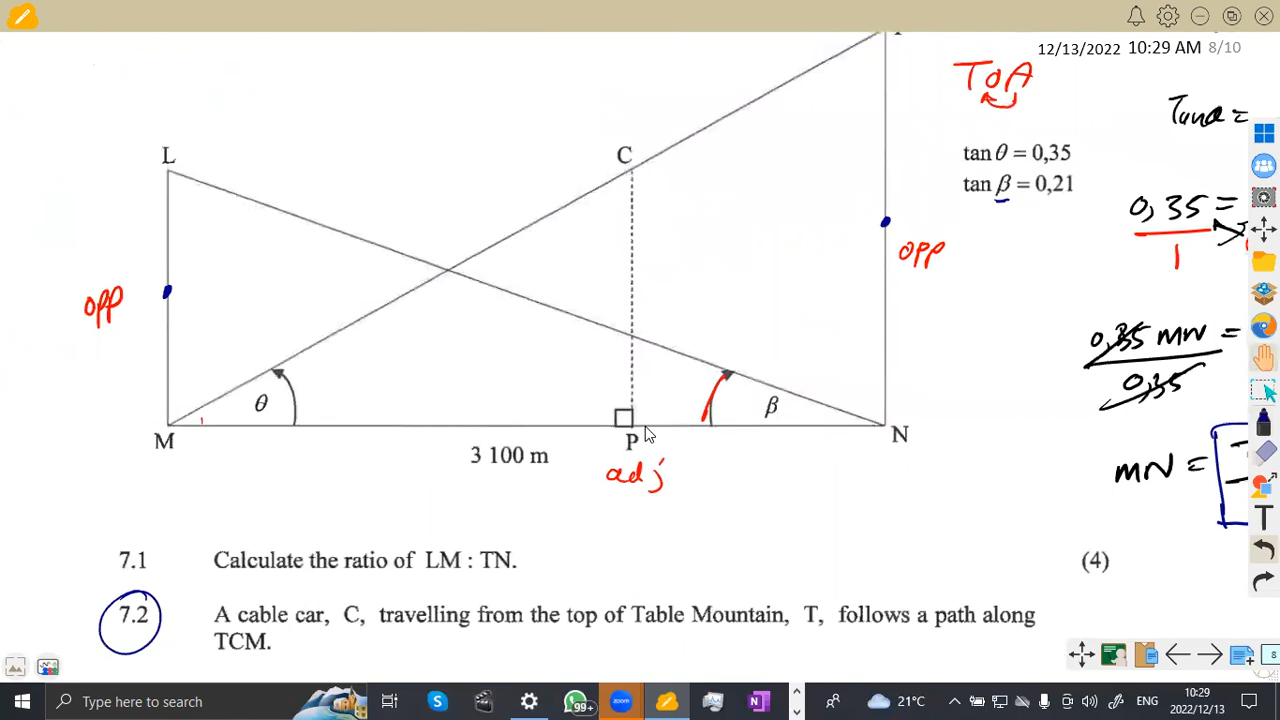 12/13/2022 10:29 AM 8/10
TOA
Tanθ =
L
C
tan θ = 0,35
tan β = 0,21
0,35 =
1
opp
opp
0,35 MN =
0,35
θ
β
M
P
N
3 100 m
adj
MN =
7.1 Calculate the ratio of LM : TN. (4)
7.2 A cable car, C, travelling from the top of Table Mountain, T, follows a path along
TCM.
T
8
Type here to search
99+
zoom
N
21°C
ENG
10:29
2022/12/13